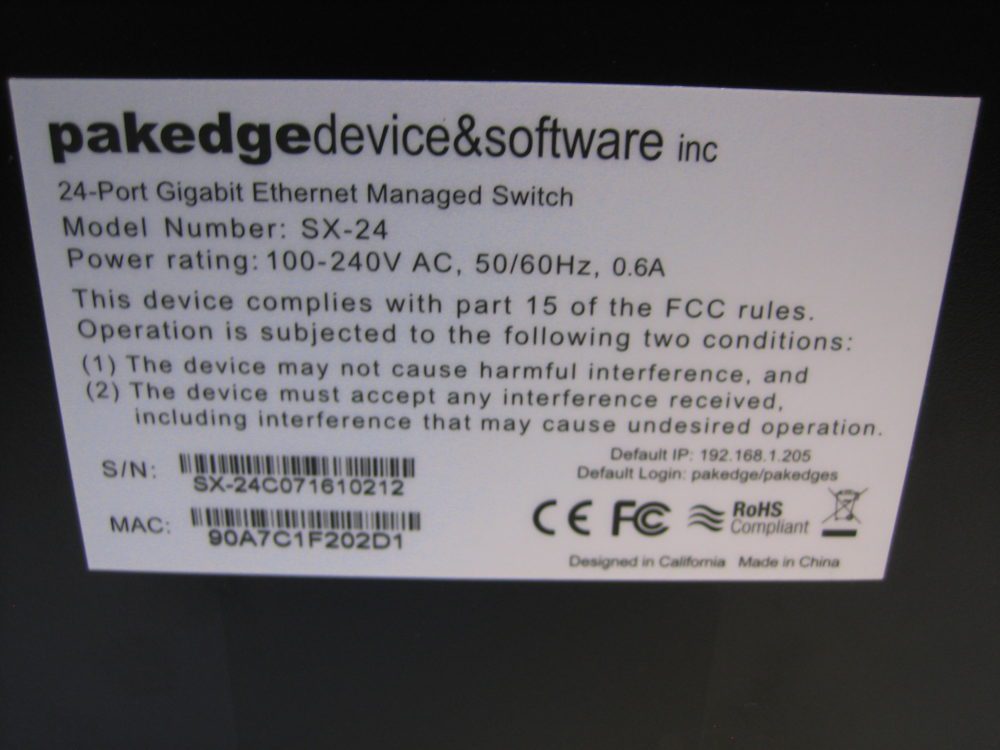 pakedgedevice&software inc
24-Port Gigabit Ethernet Managed Switch
Model Number: SX-24
Power rating: 100-240V AC, 50/60Hz, 0.6A
This device complies with part 15 of the FCC rules.
Operation is subjected to the following two conditions:
(1) The device may not cause harmful interference, and
(2) The device must accept any interference received,
including interference that may cause undesired operation.
S/N:
SX-24C071610212
MAC:
90A7C1F202D1
Default IP: 192.168.1.205
Default Login: pakedge/pakedges
CE FC RoHS
Compliant
Designed in California Made in China